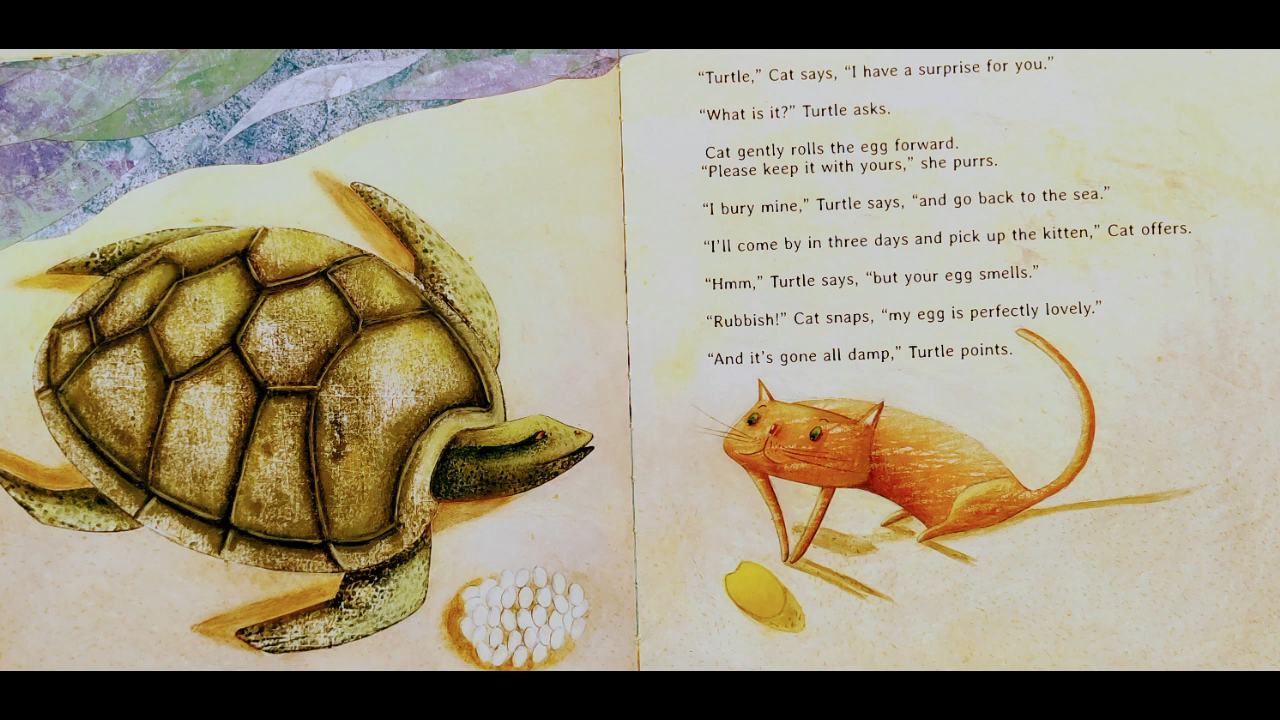 “Turtle,” Cat says, “I have a surprise for you.”
“What is it?” Turtle asks.
Cat gently rolls the egg forward.
“Please keep it with yours,” she purrs.
“I bury mine,” Turtle says, “and go back to the sea.”
“I’ll come by in three days and pick up the kitten,” Cat offers.
“Hmm,” Turtle says, “but your egg smells.”
“Rubbish!” Cat snaps, “my egg is perfectly lovely.”
“And it’s gone all damp,” Turtle points.